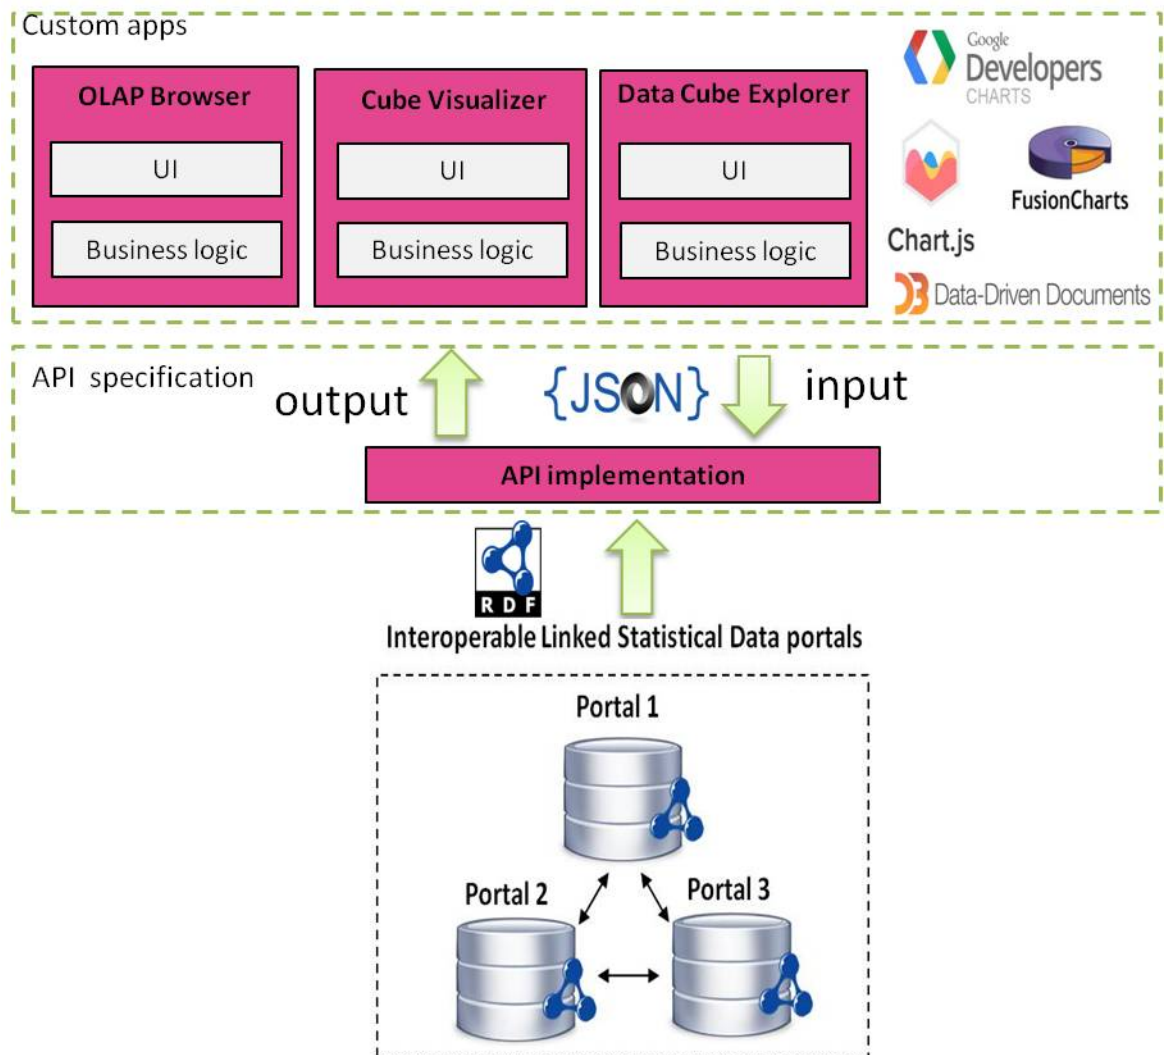 Custom apps
OLAP Browser
UI
Business logic
Cube Visualizer
UI
Business logic
Data Cube Explorer
UI
Business logic
Google
Developers
CHARTS
Chart.js
FusionCharts
D3 Data-Driven Documents
API specification
output
{JSON}
input
API implementation
RDF
Interoperable Linked Statistical Data portals
Portal 1
Portal 2
Portal 3